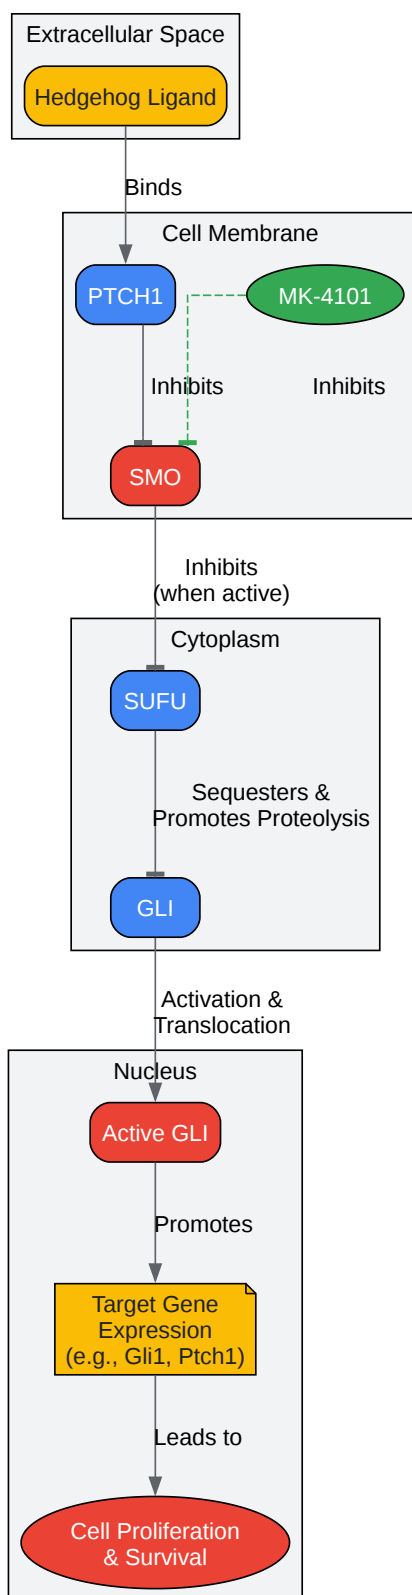 Extracellular Space
Hedgehog Ligand
Binds
Cell Membrane
PTCH1
MK-4101
Inhibits
Inhibits
SMO
Inhibits
(when active)
Cytoplasm
SUFU
Sequesters &
Promotes Proteolysis
GLI
Activation &
Translocation
Nucleus
Active GLI
Promotes
Target Gene
Expression
(e.g., Gli1, Ptch1)
Leads to
Cell Proliferation
& Survival